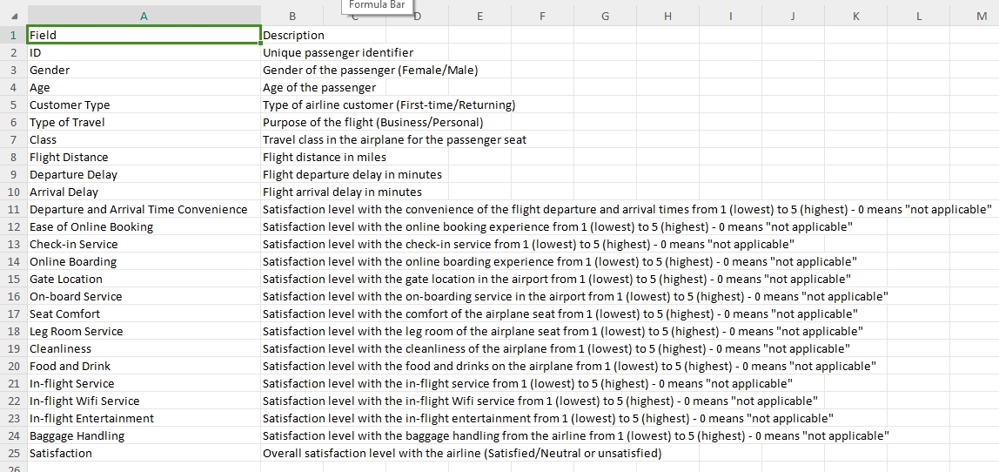 Formula Bar
A B C D E F G H I J K L M
1 Field Description
2 ID Unique passenger identifier
3 Gender Gender of the passenger (Female/Male)
4 Age Age of the passenger
5 Customer Type Type of airline customer (First-time/Returning)
6 Type of Travel Purpose of the flight (Business/Personal)
7 Class Travel class in the airplane for the passenger seat
8 Flight Distance Flight distance in miles
9 Departure Delay Flight departure delay in minutes
10 Arrival Delay Flight arrival delay in minutes
11 Departure and Arrival Time Convenience Satisfaction level with the convenience of the flight departure and arrival times from 1 (lowest) to 5 (highest) - 0 means "not applicable"
12 Ease of Online Booking Satisfaction level with the online booking experience from 1 (lowest) to 5 (highest) - 0 means "not applicable"
13 Check-in Service Satisfaction level with the check-in service from 1 (lowest) to 5 (highest) - 0 means "not applicable"
14 Online Boarding Satisfaction level with the online boarding experience from 1 (lowest) to 5 (highest) - 0 means "not applicable"
15 Gate Location Satisfaction level with the gate location in the airport from 1 (lowest) to 5 (highest) - 0 means "not applicable"
16 On-board Service Satisfaction level with the on-boarding service in the airport from 1 (lowest) to 5 (highest) - 0 means "not applicable"
17 Seat Comfort Satisfaction level with the comfort of the airplane seat from 1 (lowest) to 5 (highest) - 0 means "not applicable"
18 Leg Room Service Satisfaction level with the leg room of the airplane seat from 1 (lowest) to 5 (highest) - 0 means "not applicable"
19 Cleanliness Satisfaction level with the cleanliness of the airplane from 1 (lowest) to 5 (highest) - 0 means "not applicable"
20 Food and Drink Satisfaction level with the food and drinks on the airplane from 1 (lowest) to 5 (highest) - 0 means "not applicable"
21 In-flight Service Satisfaction level with the in-flight service from 1 (lowest) to 5 (highest) - 0 means "not applicable"
22 In-flight Wifi Service Satisfaction level with the in-flight Wifi service from 1 (lowest) to 5 (highest) - 0 means "not applicable"
23 In-flight Entertainment Satisfaction level with the in-flight entertainment from 1 (lowest) to 5 (highest) - 0 means "not applicable"
24 Baggage Handling Satisfaction level with the baggage handling from the airline from 1 (lowest) to 5 (highest) - 0 means "not applicable"
25 Satisfaction Overall satisfaction level with the airline (Satisfied/Neutral or unsatisfied)
26